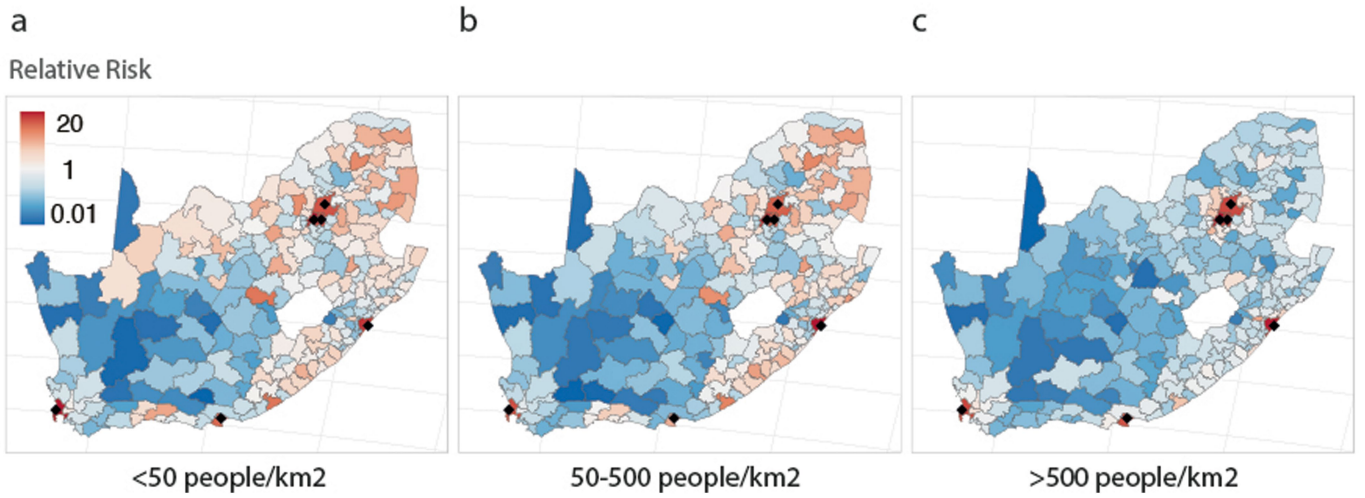 a
b
c
Relative Risk
20
1
0.01
<50 people/km2
50-500 people/km2
>500 people/km2